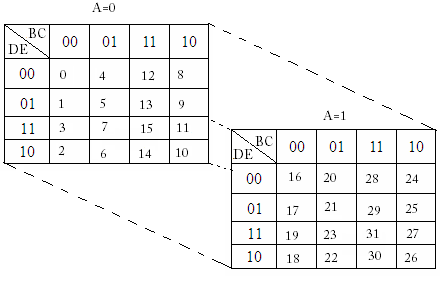 A=0
BC 00 01 11 10
DE
00 0 4 12 8
01 1 5 13 9
11 3 7 15 11
10 2 6 14 10
A=1
BC 00 01 11 10
DE
00 16 20 28 24
01 17 21 29 25
11 19 23 31 27
10 18 22 30 26